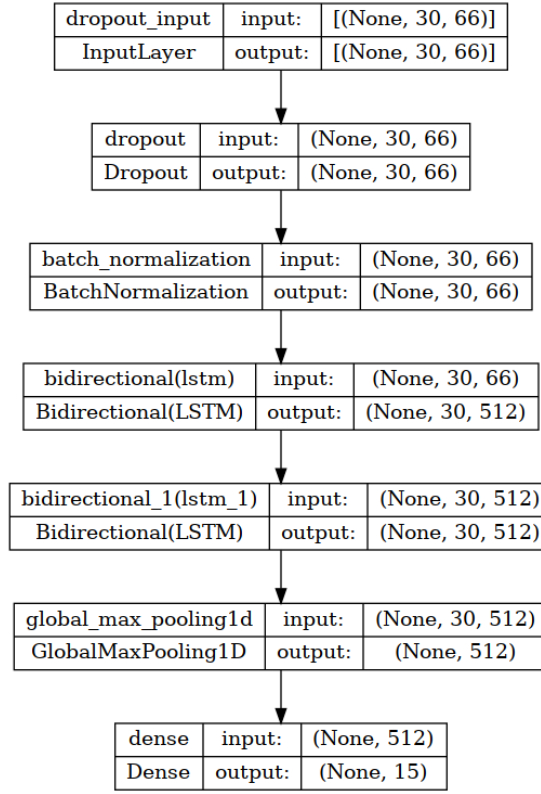 dropout_input input: [(None, 30, 66)]
InputLayer output: [(None, 30, 66)]
dropout input: (None, 30, 66)
Dropout output: (None, 30, 66)
batch_normalization input: (None, 30, 66)
BatchNormalization output: (None, 30, 66)
bidirectional(lstm) input: (None, 30, 66)
Bidirectional(LSTM) output: (None, 30, 512)
bidirectional_1(lstm_1) input: (None, 30, 512)
Bidirectional(LSTM) output: (None, 30, 512)
global_max_pooling1d input: (None, 30, 512)
GlobalMaxPooling1D output: (None, 512)
dense input: (None, 512)
Dense output: (None, 15)